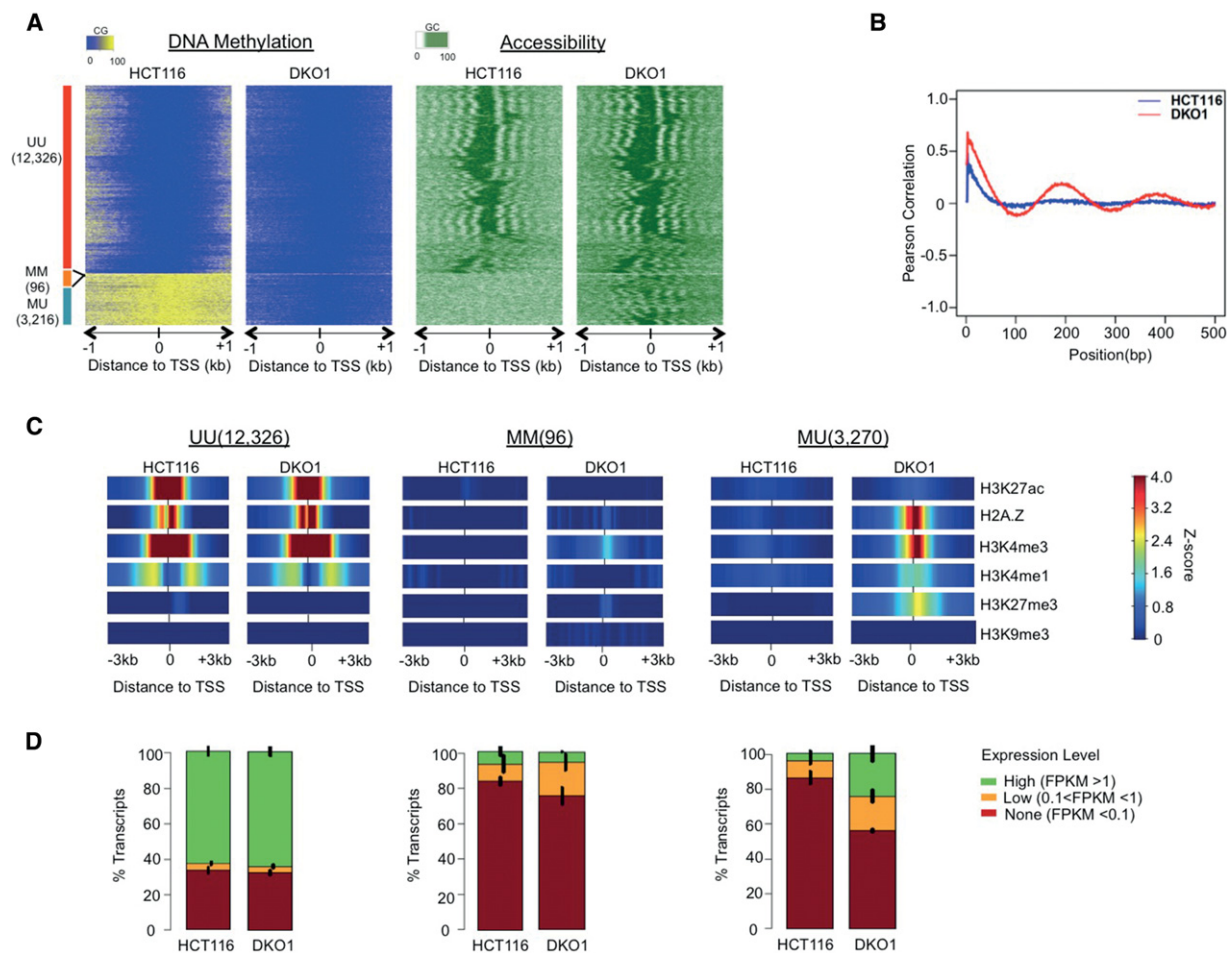 A
CG
0 100
DNA Methylation
HCT116
DKO1
GC
0 100
Accessibility
HCT116
DKO1
UU
(12,326)
MM
(96)
MU
(3,216)
-1 0 +1
Distance to TSS (kb)
-1 0 +1
Distance to TSS (kb)
-1 0 +1
Distance to TSS (kb)
-1 0 +1
Distance to TSS (kb)
B
Pearson Correlation
1.0
0.5
0
-0.5
-1.0
HCT116
DKO1
0 100 200 300 400 500
Position(bp)
C
UU(12,326)
HCT116
DKO1
MM(96)
HCT116
DKO1
MU(3,270)
HCT116
DKO1
H3K27ac
H2A.Z
H3K4me3
H3K4me1
H3K27me3
H3K9me3
-3kb 0 +3kb
Distance to TSS
-3kb 0 +3kb
Distance to TSS
-3kb 0 +3kb
Distance to TSS
-3kb 0 +3kb
Distance to TSS
-3kb 0 +3kb
Distance to TSS
-3kb 0 +3kb
Distance to TSS
4.0
3.2
2.4
1.6
0.8
0
Z-score
D
% Transcripts
100
80
60
40
20
0
HCT116
DKO1
% Transcripts
100
80
60
40
20
0
HCT116
DKO1
% Transcripts
100
80
60
40
20
0
HCT116
DKO1
Expression Level
High (FPKM >1)
Low (0.1<FPKM <1)
None (FPKM <0.1)